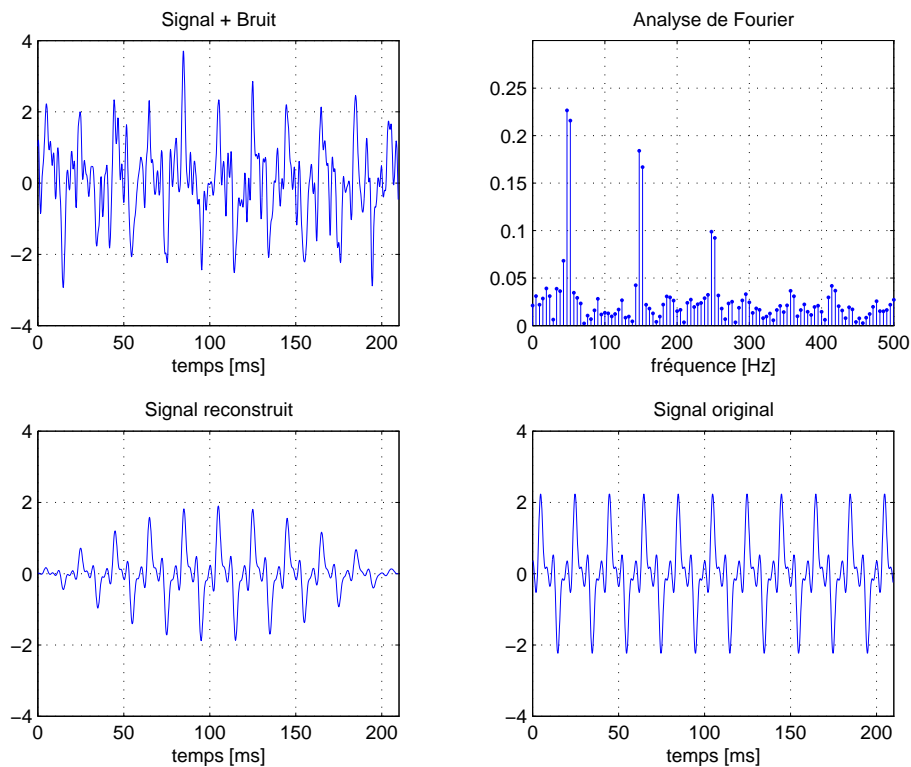 Signal + Bruit
4
2
0
−2
−4
0 50 100 150 200
temps [ms]
Analyse de Fourier
0.25
0.2
0.15
0.1
0.05
0
0 100 200 300 400 500
fréquence [Hz]
Signal reconstruit
4
2
0
−2
−4
0 50 100 150 200
temps [ms]
Signal original
4
2
0
−2
−4
0 50 100 150 200
temps [ms]